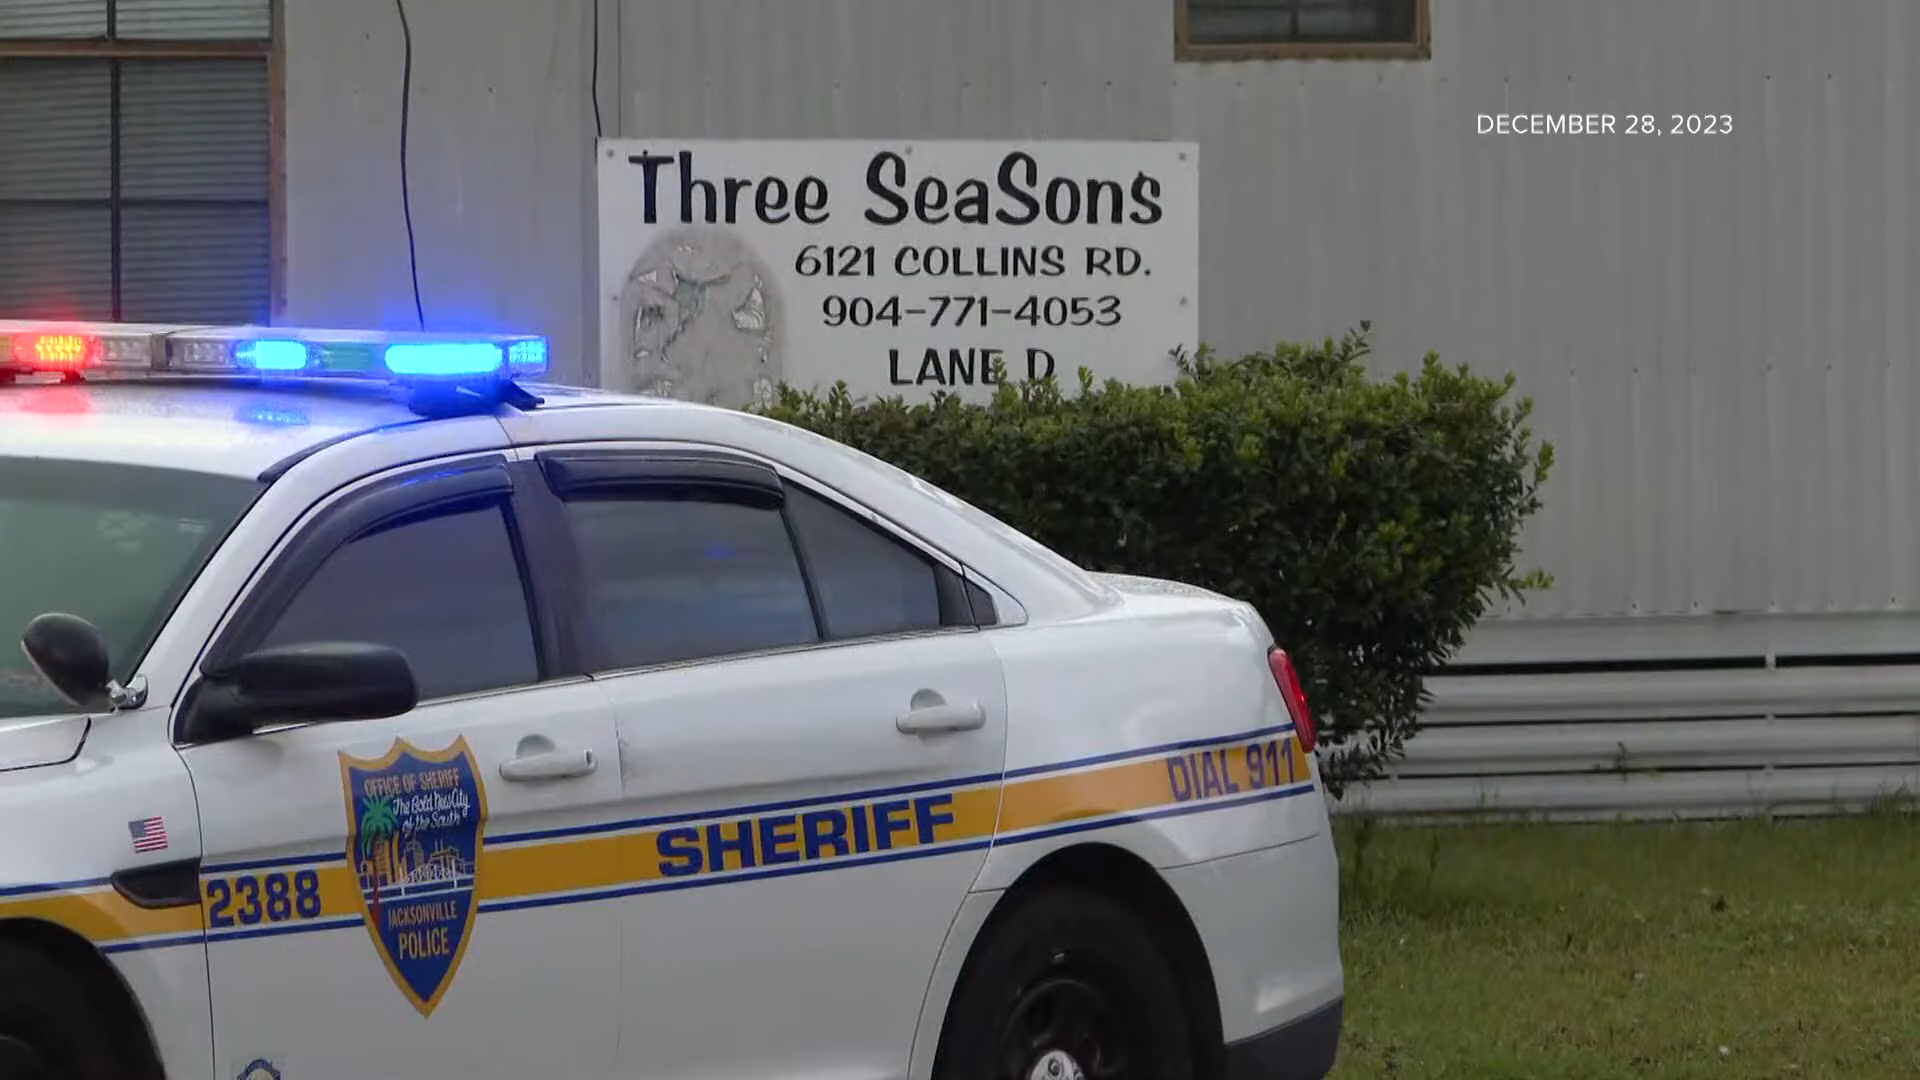 DECEMBER 28, 2023
Three SeaSons
6121 COLLINS RD.
904-771-4053
LANE D
OFFICE OF SHERIFF
The Bold New City
of the South
JACKSONVILLE
POLICE
2388
SHERIFF
DIAL 911